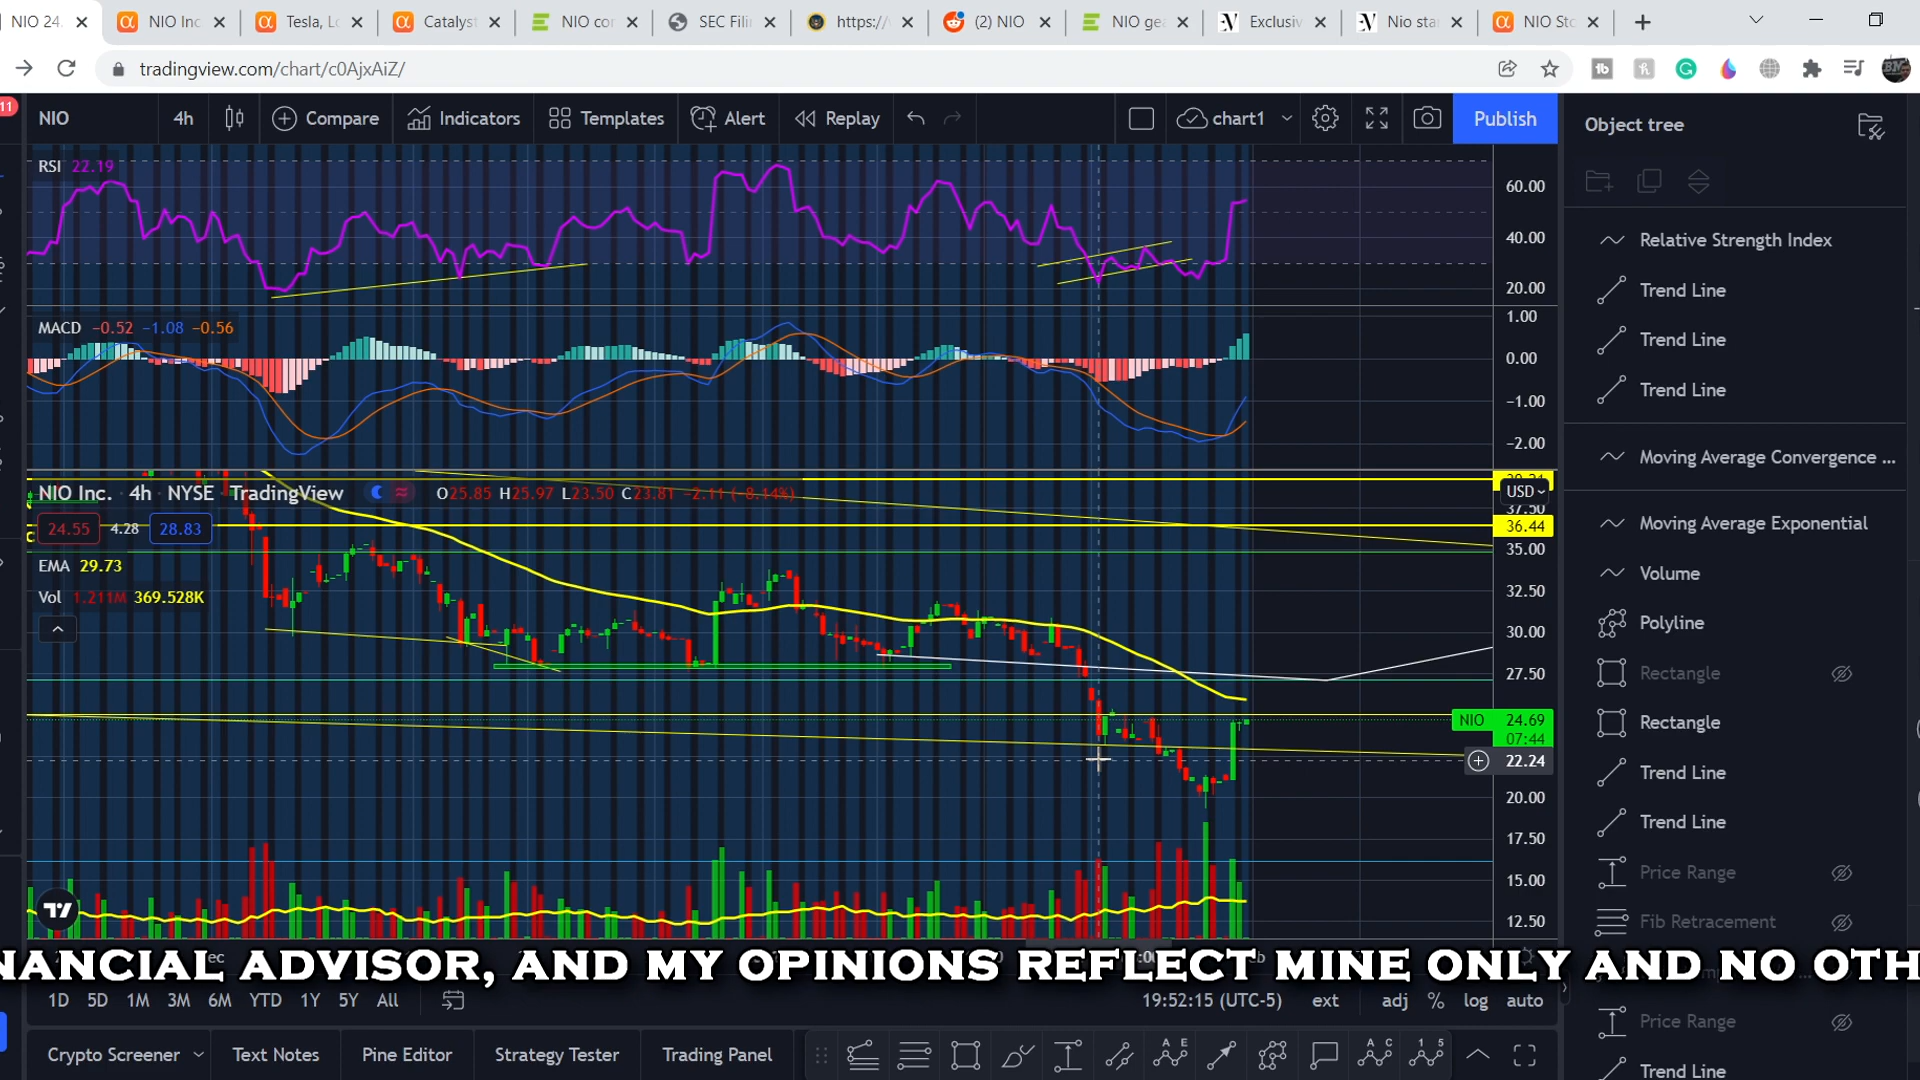 NIO 24.
NIO Inc
Tesla, Lo
Catalyst
NIO co
SEC Fili
https://
(2) NIO
NIO ge
Exclusiv
Nio sta
NIO Sto
tradingview.com/chart/c0AjxAiZ/
11
NIO
4h
Compare
Indicators
Templates
Alert
Replay
chart1
Publish
Object tree
RSI 22.19
60.00
40.00
20.00
MACD −0.52 −1.08 −0.56
1.00
0.00
−1.00
−2.00
NIO Inc. · 4h · NYSE · TradingView
O25.85 H25.97 L23.50 C23.81 −2.11 (−8.14%)
24.55 4.28 28.83
EMA 29.73
Vol 1.211M 369.528K
USD
37.50
36.44
35.00
32.50
30.00
27.50
NIO 24.69
07:44
22.24
20.00
17.50
15.00
12.50
Relative Strength Index
Trend Line
Trend Line
Trend Line
Moving Average Convergence ...
Moving Average Exponential
Volume
Polyline
Rectangle
Rectangle
Trend Line
Trend Line
Price Range
Fib Retracement
Price Range
Trend Line
NANCIAL ADVISOR, AND MY OPINIONS REFLECT MINE ONLY AND NO OTH
1D 5D 1M 3M 6M YTD 1Y 5Y All
19:52:15 (UTC-5) ext adj % log auto
Crypto Screener
Text Notes
Pine Editor
Strategy Tester
Trading Panel